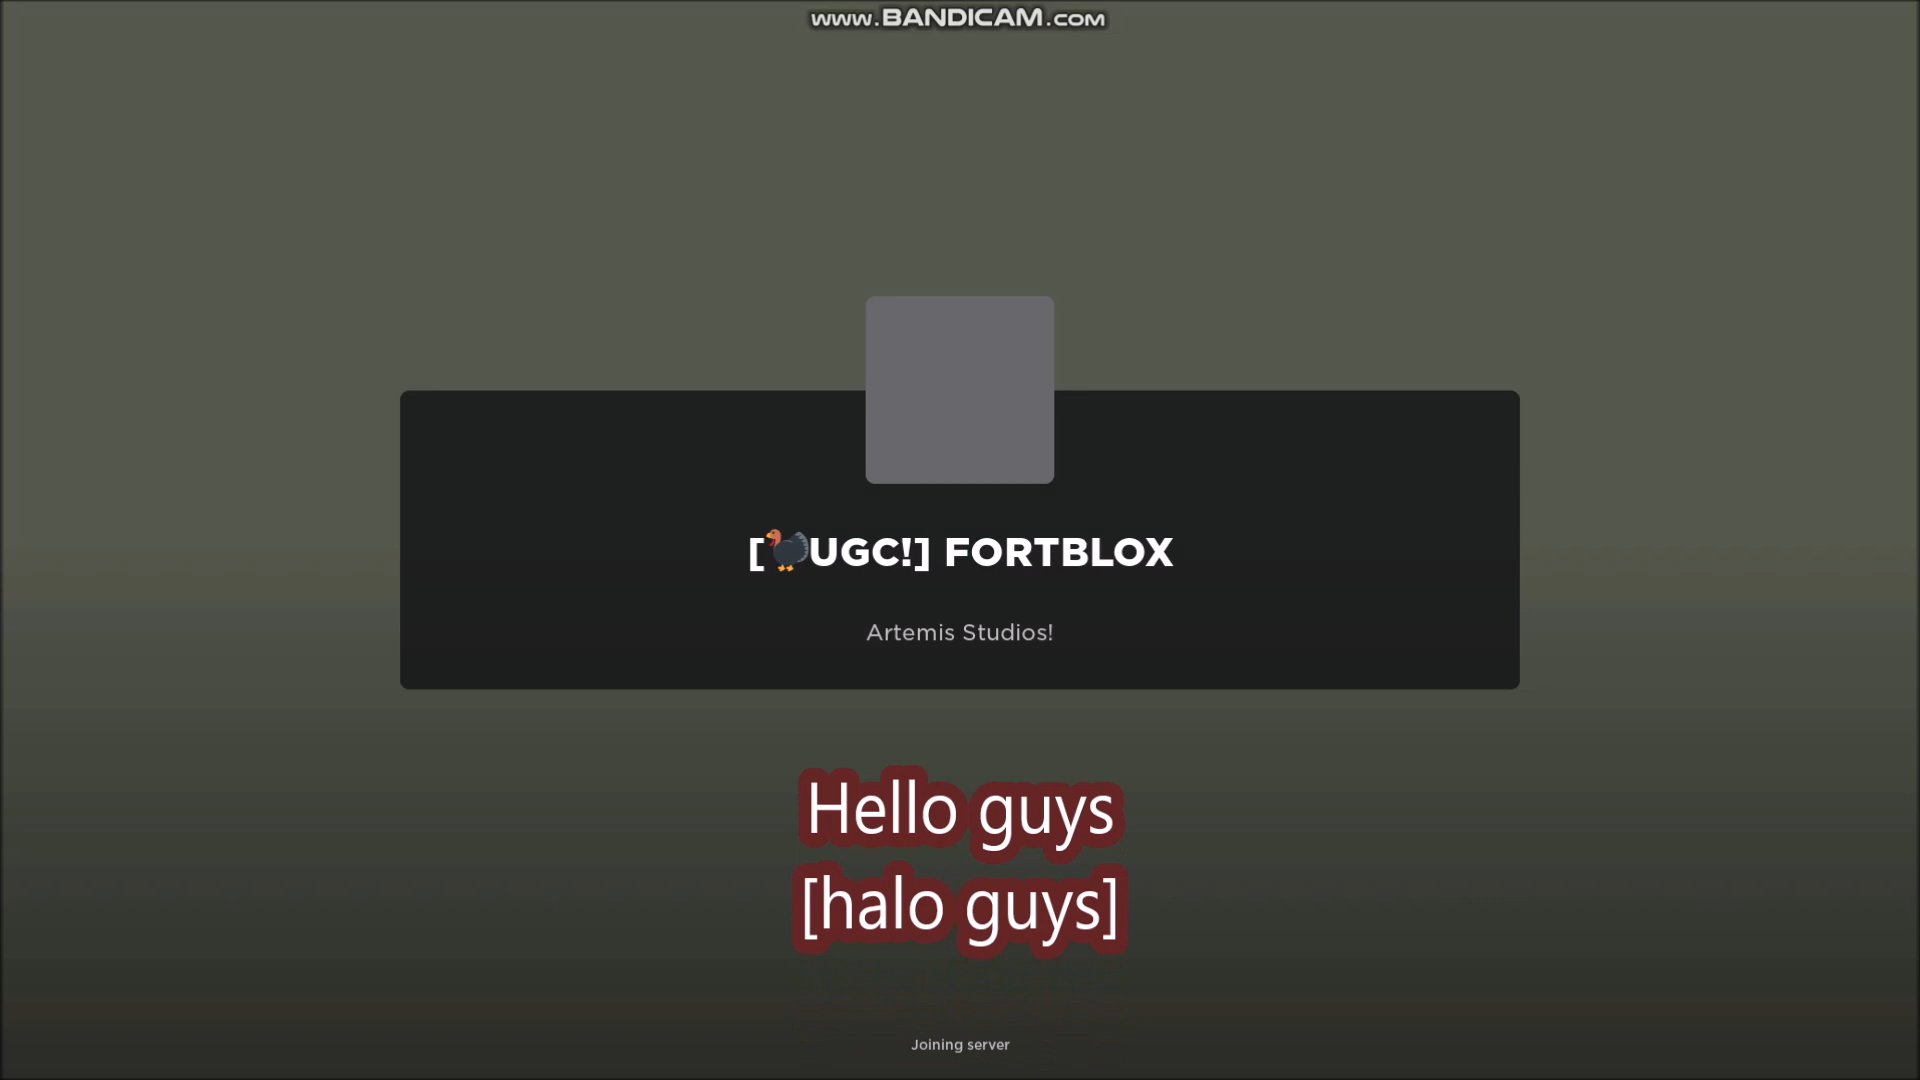 www.BANDICAM.com
[🦃UGC!] FORTBLOX
Artemis Studios!
Hello guys
[halo guys]
Joining server